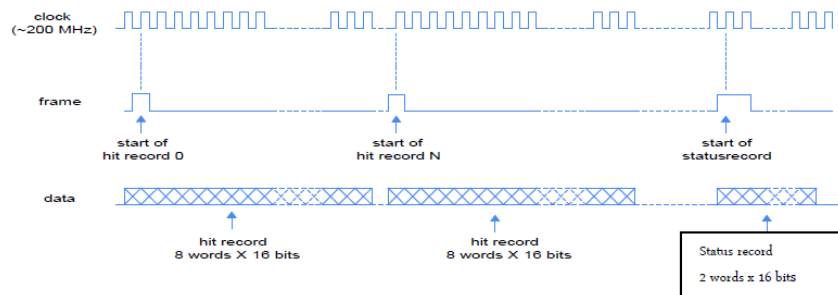 clock
(~200 MHz)
frame
start of
hit record 0
start of
hit record N
start of
statusrecord
data
hit record
8 words X 16 bits
hit record
8 words X 16 bits
Status record
2 words x 16 bits